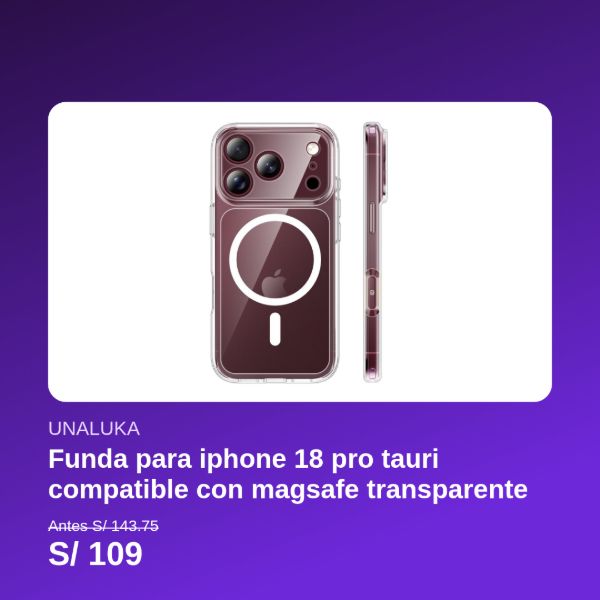 UNALUKA
Funda para iphone 18 pro tauri
compatible con magsafe transparente
Antes S/ 143.75
S/ 109